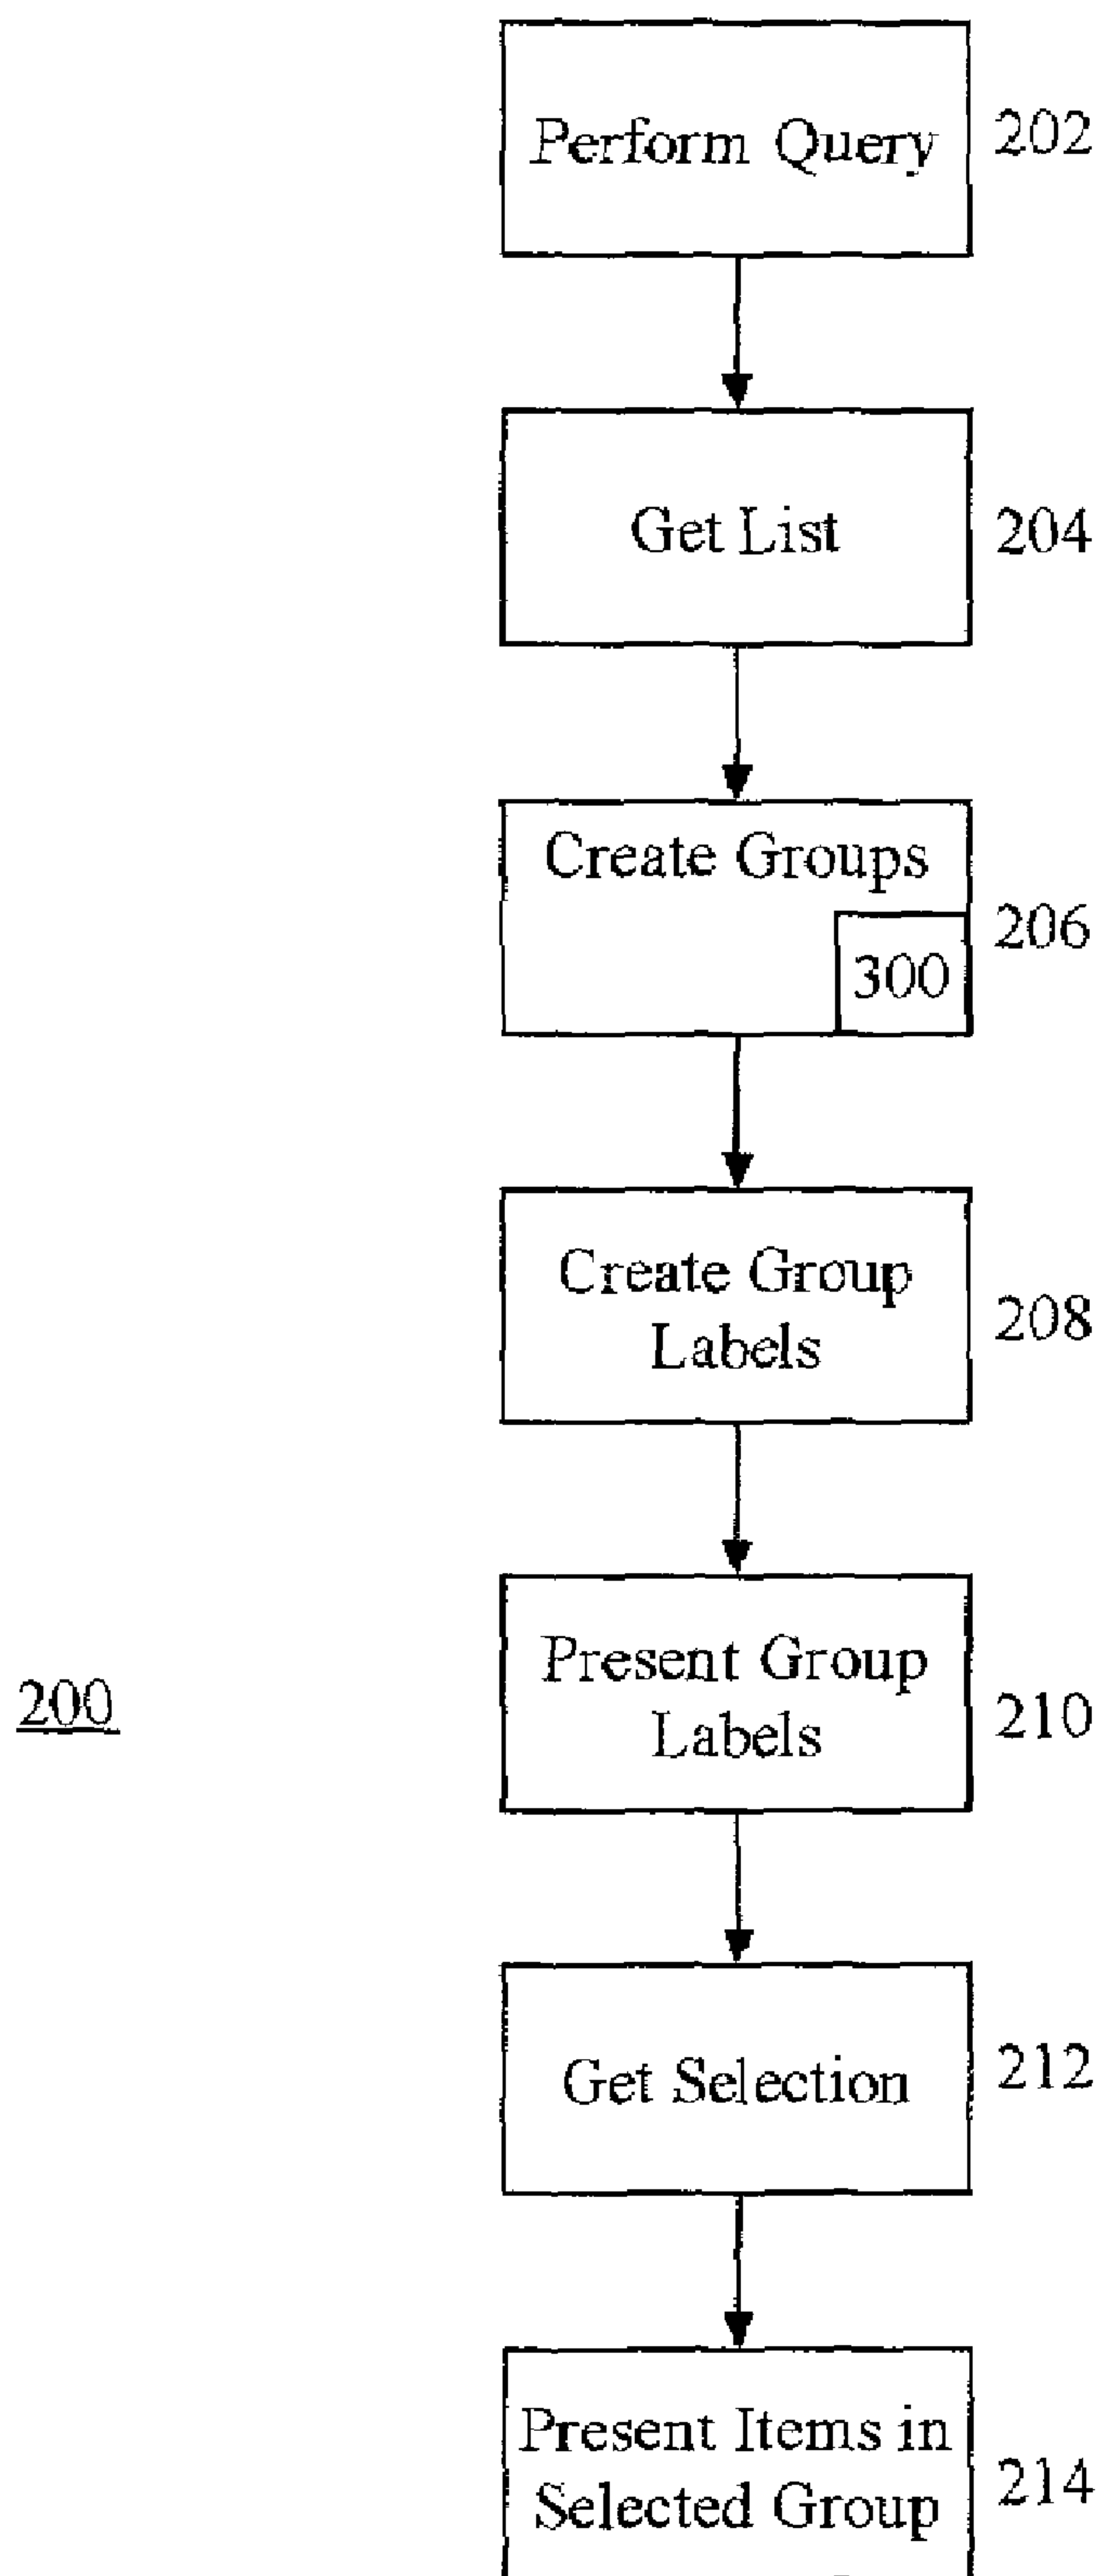 Perform Query
202
Get List
204
Create Groups
206
300
Create Group
Labels
208
Present Group
Labels
210
200
Get Selection
212
Present Items in
Selected Group
214